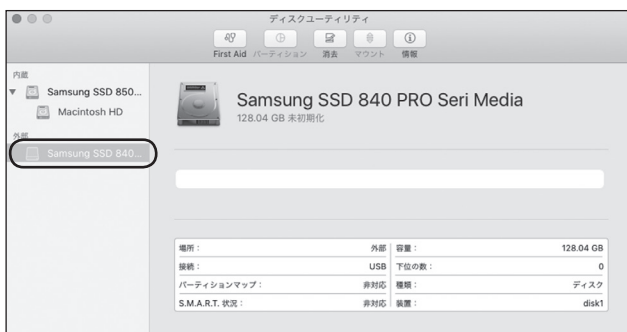 ディスクユーティリティ
First Aid パーティション 消去 マウント 情報
内蔵
Samsung SSD 850...
Macintosh HD
外部
Samsung SSD 840...
Samsung SSD 840 PRO Seri Media
128.04 GB 未初期化
場所： 外部 容量： 128.04 GB
接続： USB 下位の数： 0
パーティションマップ： 非対応 種類： ディスク
S.M.A.R.T. 状況： 非対応 装置： disk1